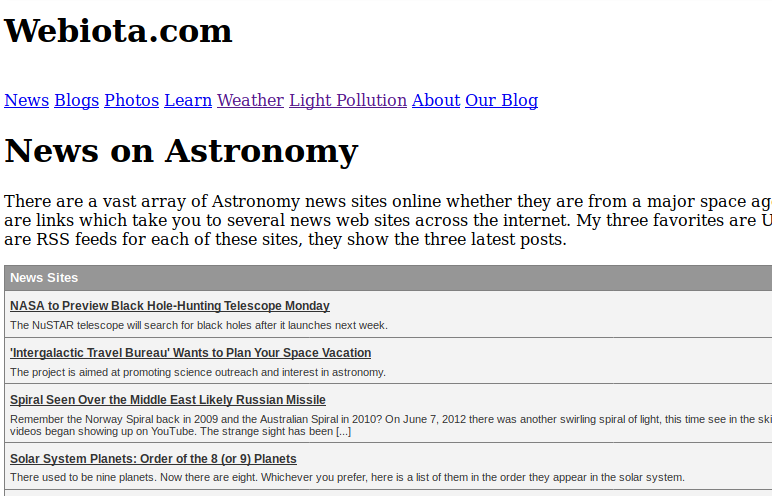 Webiota.com
News Blogs Photos Learn Weather Light Pollution About Our Blog
News on Astronomy
There are a vast array of Astronomy news sites online whether they are from a major space
are links which take you to several news web sites across the internet. My three favorites are
are RSS feeds for each of these sites, they show the three latest posts.
News Sites
NASA to Preview Black Hole-Hunting Telescope Monday
The NuSTAR telescope will search for black holes after it launches next week.
'Intergalactic Travel Bureau' Wants to Plan Your Space Vacation
The project is aimed at promoting science outreach and interest in astronomy.
Spiral Seen Over the Middle East Likely Russian Missile
Remember the Norway Spiral back in 2009 and the Australian Spiral in 2010? On June 7, 2012 there was another swirling spiral of light, this time see in the
videos began showing up on YouTube. The strange sight has been [...]
Solar System Planets: Order of the 8 (or 9) Planets
There used to be nine planets. Now there are eight. Whichever you prefer, here is a list of them in the order they appear in the solar system.